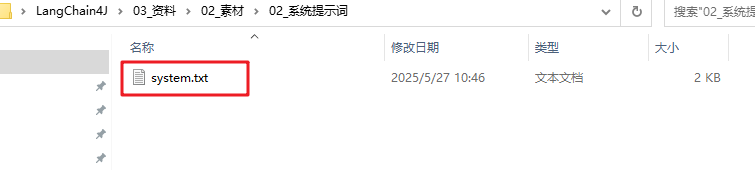 LangChain4J > 03_资料 > 02_素材 > 02_系统提示词
搜索"02_系统提
名称 修改日期 类型 大小
system.txt 2025/5/27 10:46 文本文档 2 KB